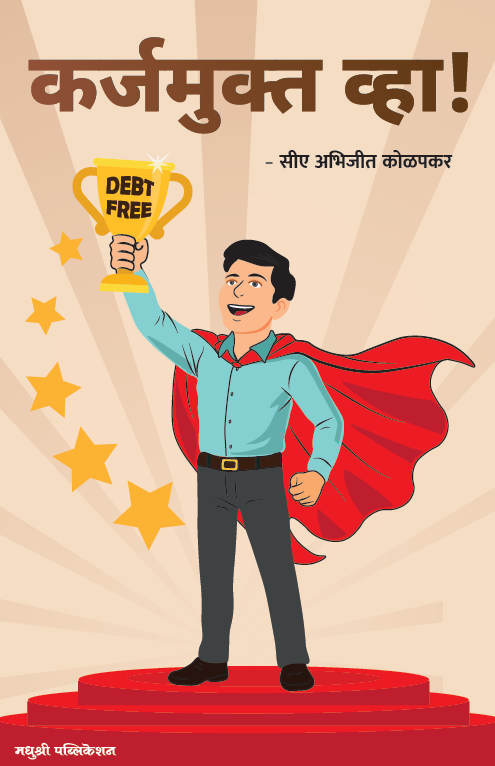 कर्जमुक्त व्हा!
- सीए अभिजीत कोळपकर
DEBT
FREE
मधुश्री पब्लिकेशन